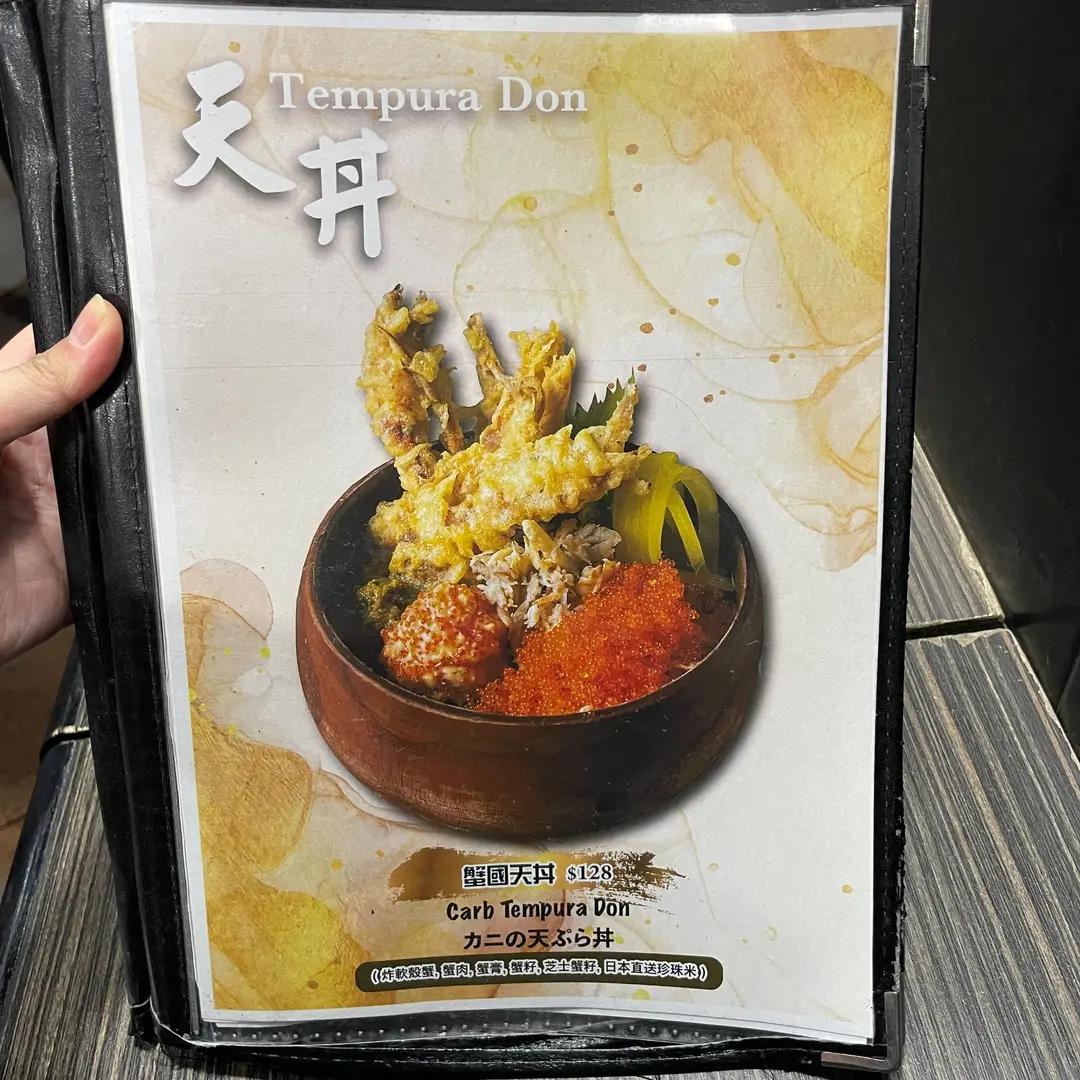 天丼
Tempura Don
蟹國天丼 $128
Carb Tempura Don
カニの天ぷら丼
(炸軟殼蟹, 蟹肉, 蟹膏, 蟹籽, 芝士蟹籽, 日本直送珍珠米)